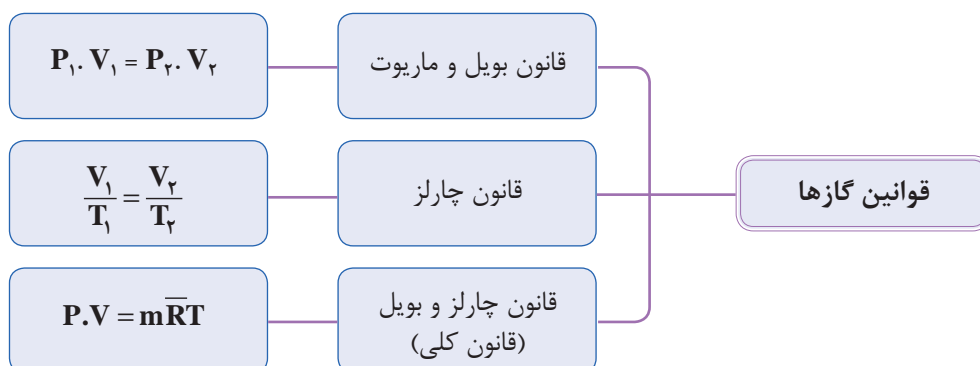 قوانین گازها
قانون بویل و ماریوت
P۱. V۱ = P۲. V۲
قانون چارلز
V۱/T۱ = V۲/T۲
قانون چارلز و بویل
(قانون کلی)
P.V = mR̅T